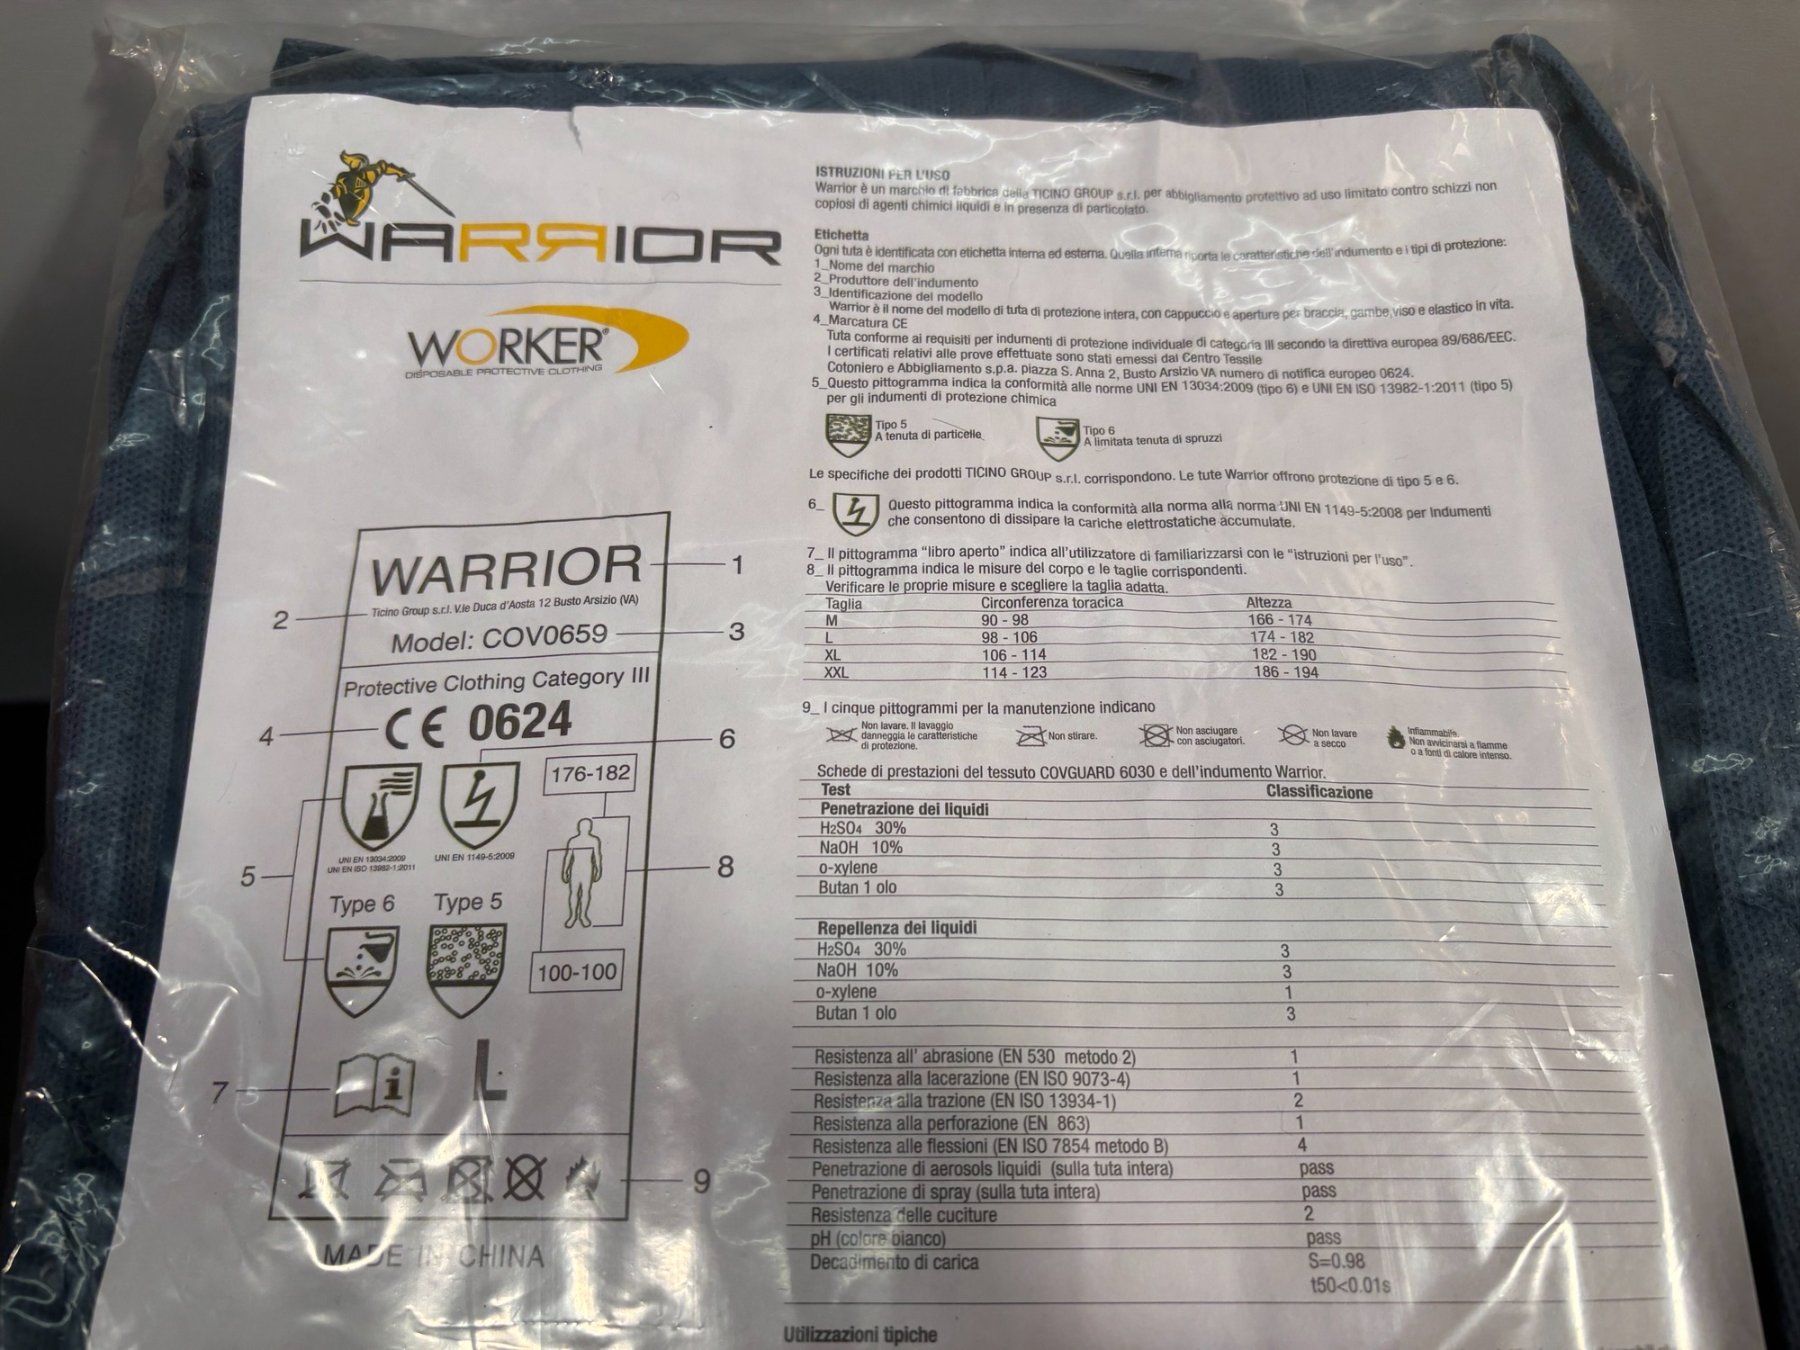 WARRIOR
WORKER®
DISPOSABLE PROTECTIVE CLOTHING
WARRIOR
1
2
Ticino Group s.r.l. V.le Duca d'Aosta 12 Busto Arsizio (VA)
Model: COV0659
3
Protective Clothing Category III
4
CE 0624
6
176-182
UNI EN 13034:2009
UNI EN ISO 13982-1:2011
UNI EN 1149-5:2009
5
8
Type 6
Type 5
100-100
7
i
L
9
MADE IN CHINA
ISTRUZIONI PER L'USO
Warrior è un marchio di fabbrica della TICINO GROUP s.r.l. per abbigliamento protettivo ad uso limitato contro schizzi non
copiosi di agenti chimici liquidi e in presenza di particolato.
Etichetta
Ogni tuta è identificata con etichetta interna ed esterna. Quella interna riporta le caratteristiche dell'indumento e i tipi di protezione:
1_Nome del marchio
2_Produttore dell'indumento
3_Identificazione del modello
Warrior è il nome del modello di tuta di protezione intera, con cappuccio e aperture per braccia, gambe,viso e elastico in vita.
4_Marcatura CE
Tuta conforme ai requisiti per indumenti di protezione individuale di categoria III secondo la direttiva europea 89/686/EEC.
I certificati relativi alle prove effettuate sono stati emessi dal Centro Tessile
Cotoniero e Abbigliamento s.p.a. piazza S. Anna 2, Busto Arsizio VA numero di notifica europeo 0624.
5_Questo pittogramma indica la conformità alle norme UNI EN 13034:2009 (tipo 6) e UNI EN ISO 13982-1:2011 (tipo 5)
per gli indumenti di protezione chimica
Tipo 5
A tenuta di particelle
Tipo 6
A limitata tenuta di spruzzi
Le specifiche dei prodotti TICINO GROUP s.r.l. corrispondono. Le tute Warrior offrono protezione di tipo 5 e 6.
6_ Questo pittogramma indica la conformità alla norma alla norma UNI EN 1149-5:2008 per Indumenti
che consentono di dissipare la cariche elettrostatiche accumulate.
7_ Il pittogramma "libro aperto" indica all'utilizzatore di familiarizzarsi con le "istruzioni per l'uso".
8_ Il pittogramma indica le misure del corpo e le taglie corrispondenti.
Verificare le proprie misure e scegliere la taglia adatta.
Taglia Circonferenza toracica Altezza
M 90 - 98 166 - 174
L 98 - 106 174 - 182
XL 106 - 114 182 - 190
XXL 114 - 123 186 - 194
9_ I cinque pittogrammi per la manutenzione indicano
Non lavare. Il lavaggio
danneggia le caratteristiche
di protezione.
Non stirare.
Non asciugare
con asciugatori.
Non lavare
a secco
Infiammabile.
Non avvicinarsi a fiamme
o a fonti di calore intenso.
Schede di prestazioni del tessuto COVGUARD 6030 e dell'indumento Warrior.
Test Classificazione
Penetrazione dei liquidi
H2SO4 30% 3
NaOH 10% 3
o-xylene 3
Butan 1 olo 3
Repellenza dei liquidi
H2SO4 30% 3
NaOH 10% 3
o-xylene 1
Butan 1 olo 3
Resistenza all' abrasione (EN 530 metodo 2) 1
Resistenza alla lacerazione (EN ISO 9073-4) 1
Resistenza alla trazione (EN ISO 13934-1) 2
Resistenza alla perforazione (EN 863) 1
Resistenza alle flessioni (EN ISO 7854 metodo B) 4
Penetrazione di aerosols liquidi (sulla tuta intera) pass
Penetrazione di spray (sulla tuta intera) pass
Resistenza delle cuciture 2
pH (colore bianco) pass
Decadimento di carica S=0.98
t50<0.01s
Utilizzazioni tipiche